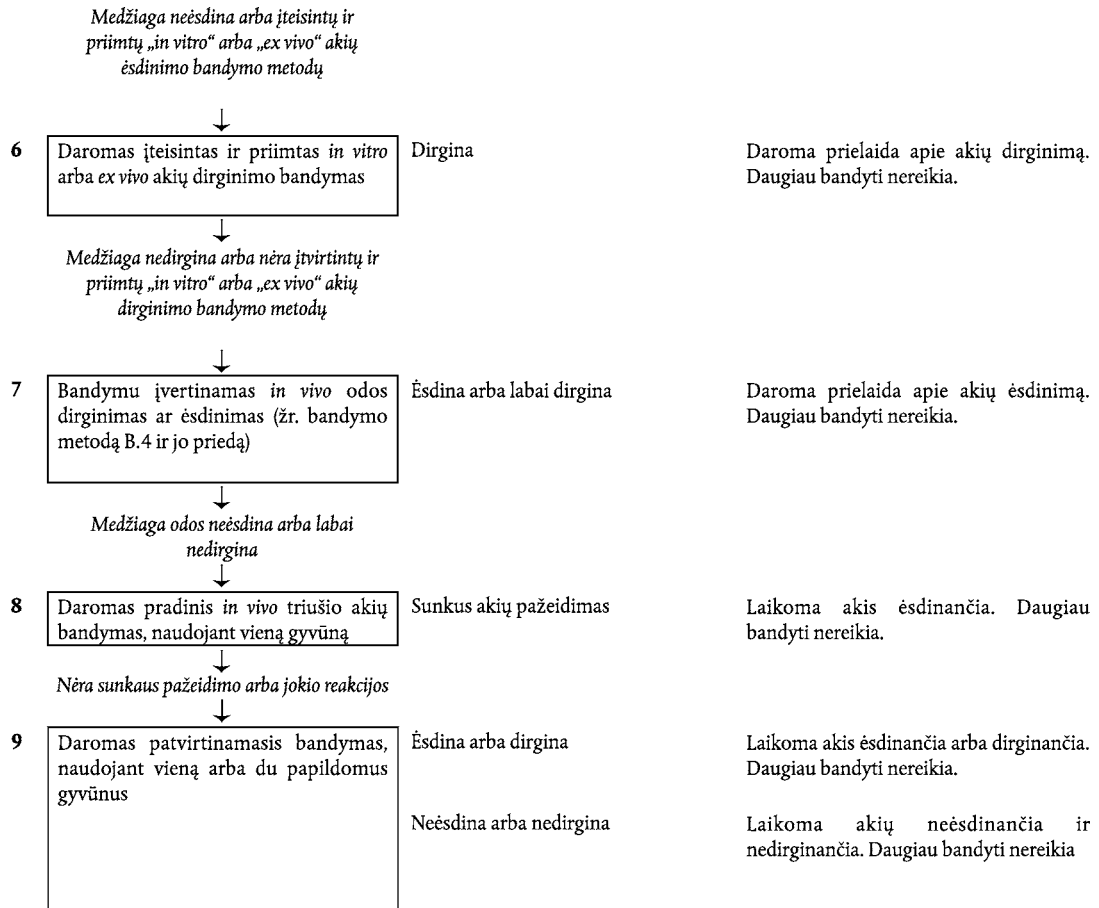 Medžiaga neėsdina arba įteisintų ir
priimtų „in vitro“ arba „ex vivo“ akių
ėsdinimo bandymo metodų
↓
6 Daromas įteisintas ir priimtas in vitro Dirgina Daroma prielaida apie akių dirginimą.
arba ex vivo akių dirginimo bandymas Daugiau bandyti nereikia.
↓
Medžiaga nedirgina arba nėra įtvirtintų ir
priimtų „in vitro“ arba „ex vivo“ akių
dirginimo bandymo metodų
↓
7 Bandymu įvertinamas in vivo odos Ėsdina arba labai dirgina Daroma prielaida apie akių ėsdinimą.
dirginimas ar ėsdinimas (žr. bandymo Daugiau bandyti nereikia.
metodą B.4 ir jo priedą)
↓
Medžiaga odos neėsdina arba labai
nedirgina
↓
8 Daromas pradinis in vivo triušio akių Sunkus akių pažeidimas Laikoma akis ėsdinančia. Daugiau
bandymas, naudojant vieną gyvūną bandyti nereikia.
↓
Nėra sunkaus pažeidimo arba jokio reakcijos
↓
9 Daromas patvirtinamasis bandymas, Ėsdina arba dirgina Laikoma akis ėsdinančia arba dirginančia.
naudojant vieną arba du papildomus Daugiau bandyti nereikia.
gyvūnus
Neėsdina arba nedirgina Laikoma akių neėsdinančia ir
nedirginančia. Daugiau bandyti nereikia